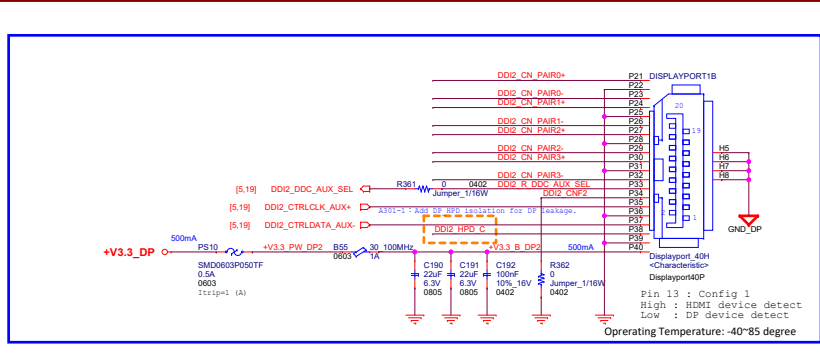 DDI2_CN_PAIR0+ P21 DISPLAYPORT1B
P22
DDI2_CN_PAIR0- P23
DDI2_CN_PAIR1+ P24
P25
DDI2_CN_PAIR1- P26
DDI2_CN_PAIR2+ P27
P28
DDI2_CN_PAIR2- P29
DDI2_CN_PAIR3+ P30
P31
DDI2_CN_PAIR3- P32
20
19
2
1
H5
H6
H7
H8
GND_DP
[5,19] DDI2_DDC_AUX_SEL R361 0 0402 DDI2_R_DDC_AUX_SEL P33
Jumper_1/16W DDI2_CNF2 P34
P35
[5,19] DDI2_CTRLCLK_AUX+ A301-1 : Add DP HPD isolation for DP leakage. P36
[5,19] DDI2_CTRLDATA_AUX- P37
DDI2_HPD_C P38
P39
+V3.3_DP 500mA PS10 +V3.3_PW_DP2 B55 30_100MHz +V3.3_B_DP2 500mA P40
0603 1A
SMD0603P050TF
0.5A
0603
Itrip=1 (A)
C190
22uF
6.3V
0805
C191
22uF
6.3V
0805
C192
100nF
10%_16V
0402
R362
0
Jumper_1/16W
0402
Displayport_40H
<Characteristic>
Displayport40P
Pin 13 : Config 1
High : HDMI device detect
Low : DP device detect
Oprerating Temperature: -40~85 degree